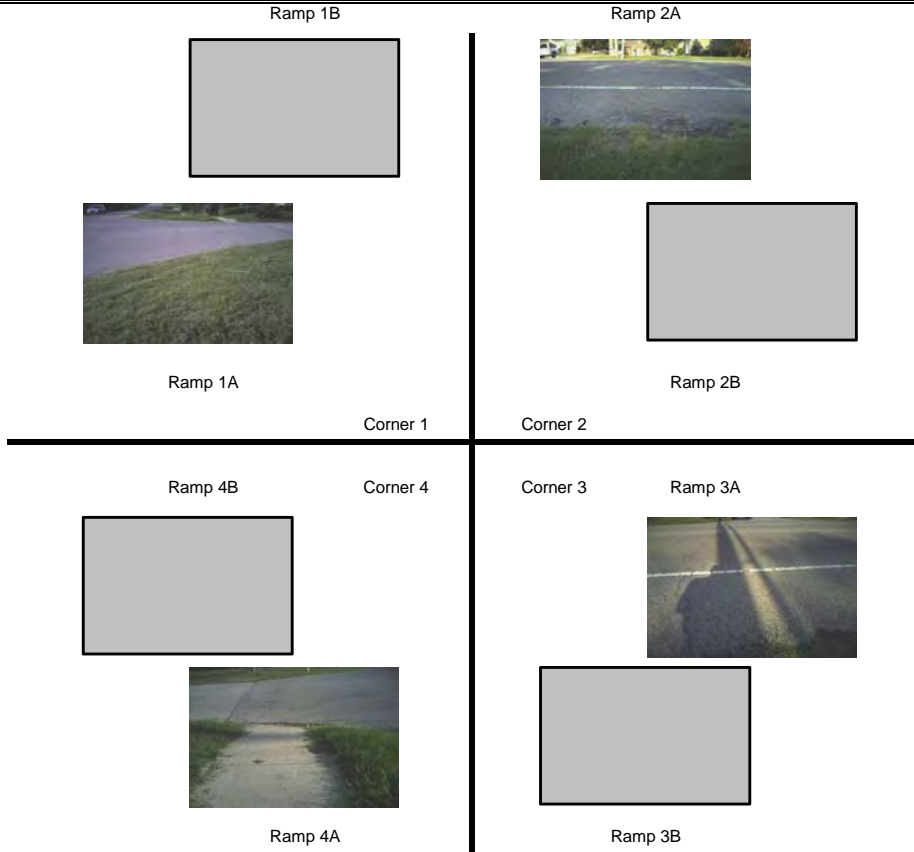 Ramp 1B
Ramp 2A
Ramp 1A
Ramp 2B
Corner 1
Corner 2
Ramp 4B
Corner 4
Corner 3
Ramp 3A
Ramp 4A
Ramp 3B